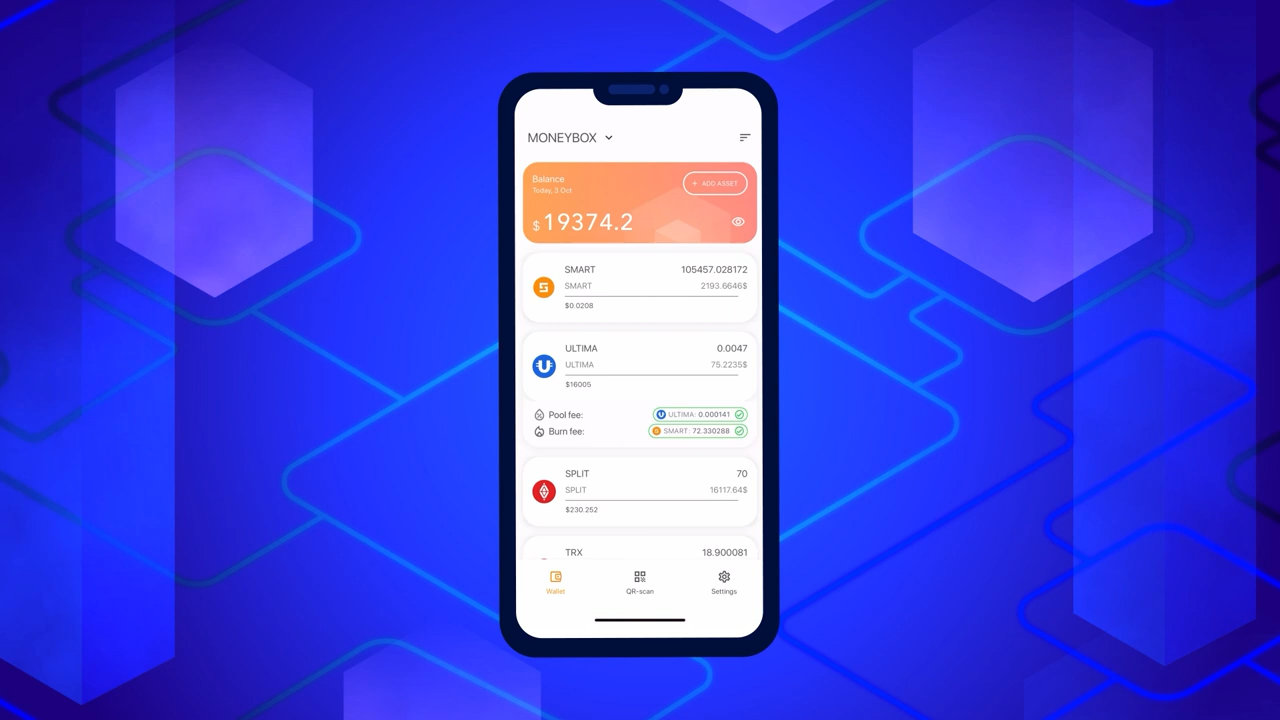 MONEYBOX
Balance
Today, 3 Oct
+ ADD ASSET
$19374.2
SMART 105457.028172
SMART 2193.6646$
$0.0208
ULTIMA 0.0047
ULTIMA 75.2235$
$16005
Pool fee: ULTIMA: 0.000141
Burn fee: SMART: 72.330288
SPLIT 70
SPLIT 16117.64$
$230.252
TRX 18.900081
Wallet QR-scan Settings